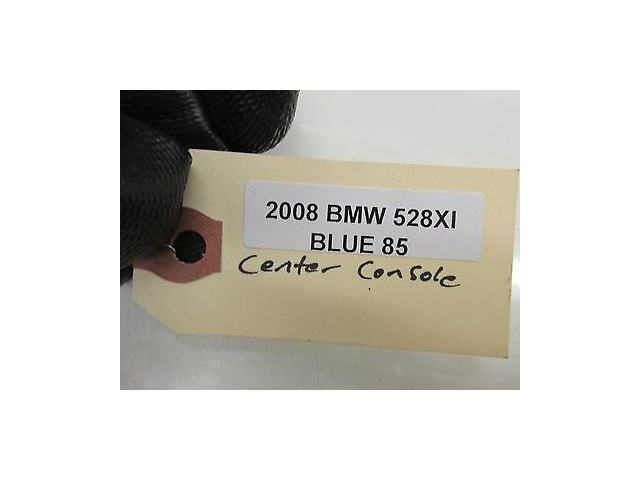 2008 BMW 528XI
BLUE 85
Center Console